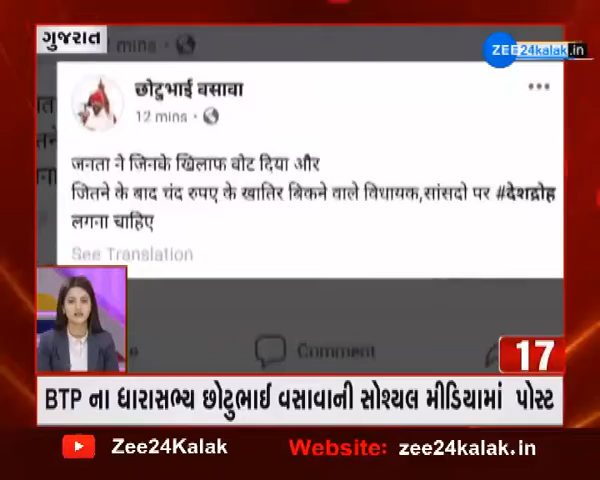 ગુજરાત
mins
ZEE24kalak.in
છોટુભાઈ વસાવા
12 mins
जनता ने जिनके खिलाफ वोट दिया और
जितने के बाद चंद रुपए के खातिर बिकने वाले विधायक,सांसदो पर #देशद्रोह
लगना चाहिए
See Translation
Comment
17
BTP ના ધારાસભ્ય છોટુભાઈ વસાવાની સોશ્યલ મીડિયામાં પોસ્ટ
Zee24Kalak Website: zee24kalak.in